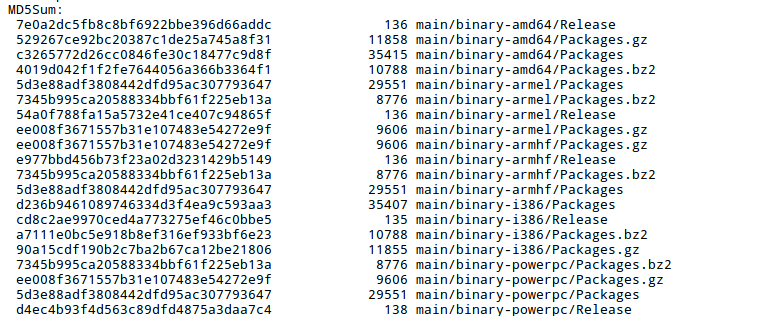 MD5Sum:
7e0a2dc5fb8c8bf6922bbe396d66addc 136 main/binary-amd64/Release
529267ce92bc20387c1de25a745a8f31 11858 main/binary-amd64/Packages.gz
c3265772d26cc0846fe30c18477c9d8f 35415 main/binary-amd64/Packages
4019d042f1f2fe7644056a366b3364f1 10788 main/binary-amd64/Packages.bz2
5d3e88adf3808442dfd95ac307793647 29551 main/binary-armel/Packages
7345b995ca20588334bbf61f225eb13a 8776 main/binary-armel/Packages.bz2
54a0f788fa15a5732e41ce407c94865f 136 main/binary-armel/Release
ee008f3671557b31e107483e54272e9f 9606 main/binary-armel/Packages.gz
ee008f3671557b31e107483e54272e9f 9606 main/binary-armhf/Packages.gz
e977bbd456b73f23a02d3231429b5149 136 main/binary-armhf/Release
7345b995ca20588334bbf61f225eb13a 8776 main/binary-armhf/Packages.bz2
5d3e88adf3808442dfd95ac307793647 29551 main/binary-armhf/Packages
d236b9461089746334d3f4ea9c593aa3 35407 main/binary-i386/Packages
cd8c2ae9970ced4a773275ef46c0bbe5 135 main/binary-i386/Release
a7111e0bc5e918b8ef316ef933bf6e23 10788 main/binary-i386/Packages.bz2
90a15cdf190b2c7ba2b67ca12be21806 11855 main/binary-i386/Packages.gz
7345b995ca20588334bbf61f225eb13a 8776 main/binary-powerpc/Packages.bz2
ee008f3671557b31e107483e54272e9f 9606 main/binary-powerpc/Packages.gz
5d3e88adf3808442dfd95ac307793647 29551 main/binary-powerpc/Packages
d4ec4b93f4d563c89dfd4875a3daa7c4 138 main/binary-powerpc/Release